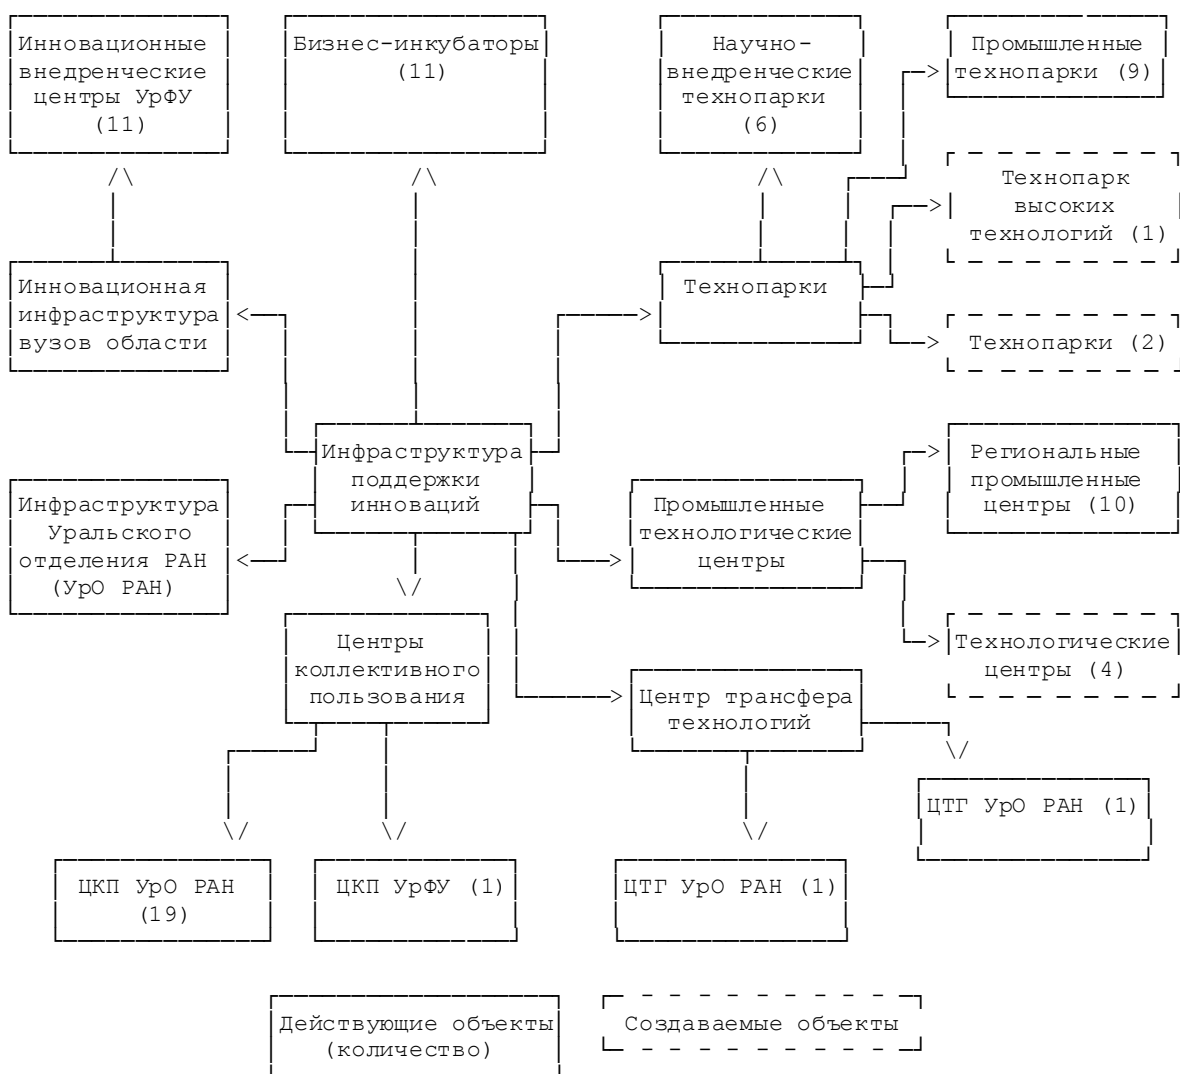 Инновационные
внедренческие
центры УрФУ
(11)
Бизнес-инкубаторы
(11)
Научно-
внедренческие
технопарки
(6)
Промышленные
технопарки (9)
Технопарк
высоких
технологий (1)
Инновационная
инфраструктура
вузов области
Технопарки
Технопарки (2)
Инфраструктура
поддержки
инноваций
Региональные
промышленные
центры (10)
Инфраструктура
Уральского
отделения РАН
(УрО РАН)
Промышленные
технологические
центры
Центры
коллективного
пользования
Технологические
центры (4)
Центр трансфера
технологий
ЦТГ УрО РАН (1)
ЦКП УрО РАН
(19)
ЦКП УрФУ (1)
ЦТГ УрО РАН (1)
Действующие объекты
(количество)
Создаваемые объекты